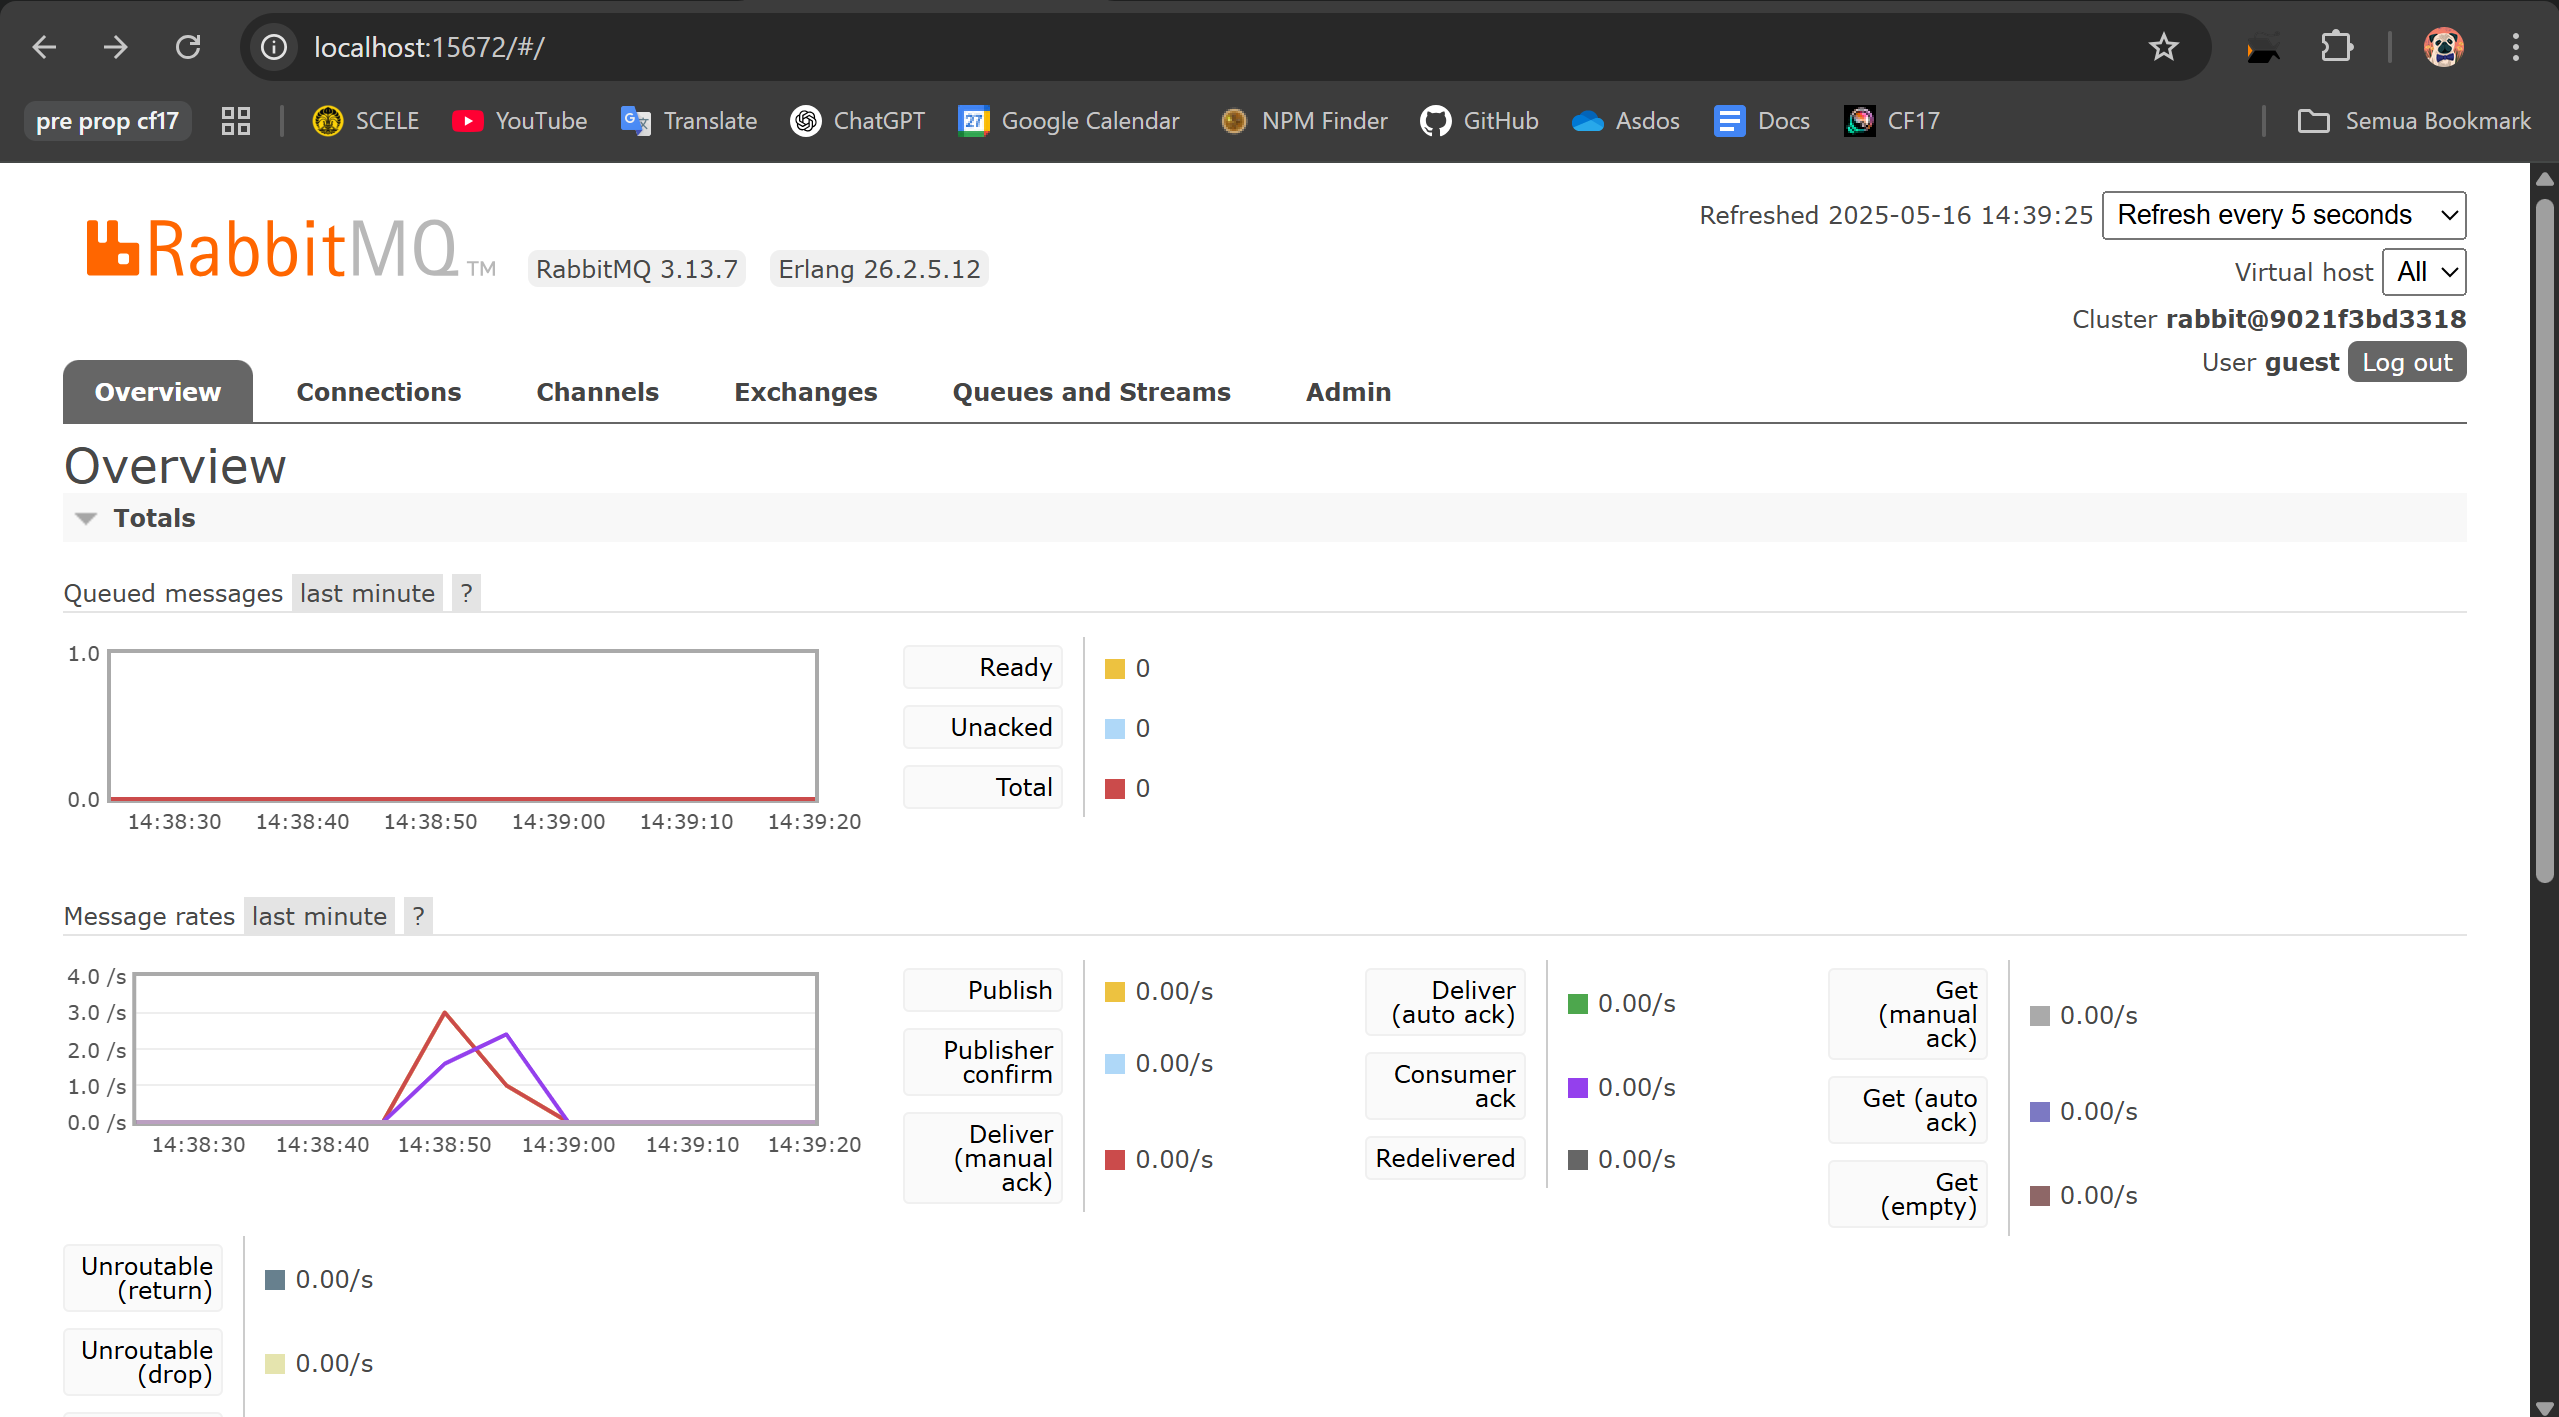 localhost:15672/#/
pre prop cf17 SCELE YouTube Translate ChatGPT 27 Google Calendar NPM Finder GitHub Asdos Docs CF17 Semua Bookmark
RabbitMQ TM RabbitMQ 3.13.7 Erlang 26.2.5.12
Refreshed 2025-05-16 14:39:25 Refresh every 5 seconds
Virtual host All
Cluster rabbit@9021f3bd3318
User guest Log out
Overview Connections Channels Exchanges Queues and Streams Admin
Overview
Totals
Queued messages last minute ?
1.0
0.0
14:38:30 14:38:40 14:38:50 14:39:00 14:39:10 14:39:20
Ready 0
Unacked 0
Total 0
Message rates last minute ?
4.0 /s
3.0 /s
2.0 /s
1.0 /s
0.0 /s
14:38:30 14:38:40 14:38:50 14:39:00 14:39:10 14:39:20
Publish 0.00/s
Publisher
confirm 0.00/s
Deliver
(manual
ack) 0.00/s
Deliver
(auto ack) 0.00/s
Consumer
ack 0.00/s
Redelivered 0.00/s
Get
(manual
ack) 0.00/s
Get (auto
ack) 0.00/s
Get
(empty) 0.00/s
Unroutable
(return) 0.00/s
Unroutable
(drop) 0.00/s